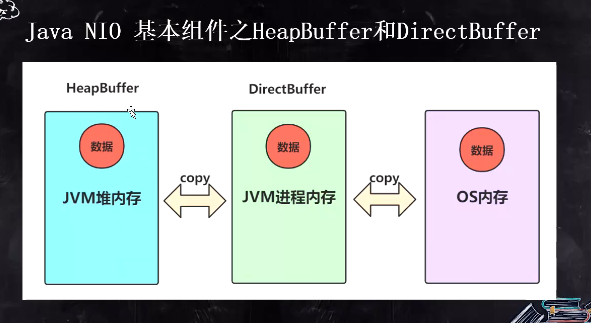 Java NIO 基本组件之HeapBuffer和DirectBuffer
HeapBuffer
DirectBuffer
数据
数据
数据
copy
copy
JVM堆内存
JVM进程内存
OS内存